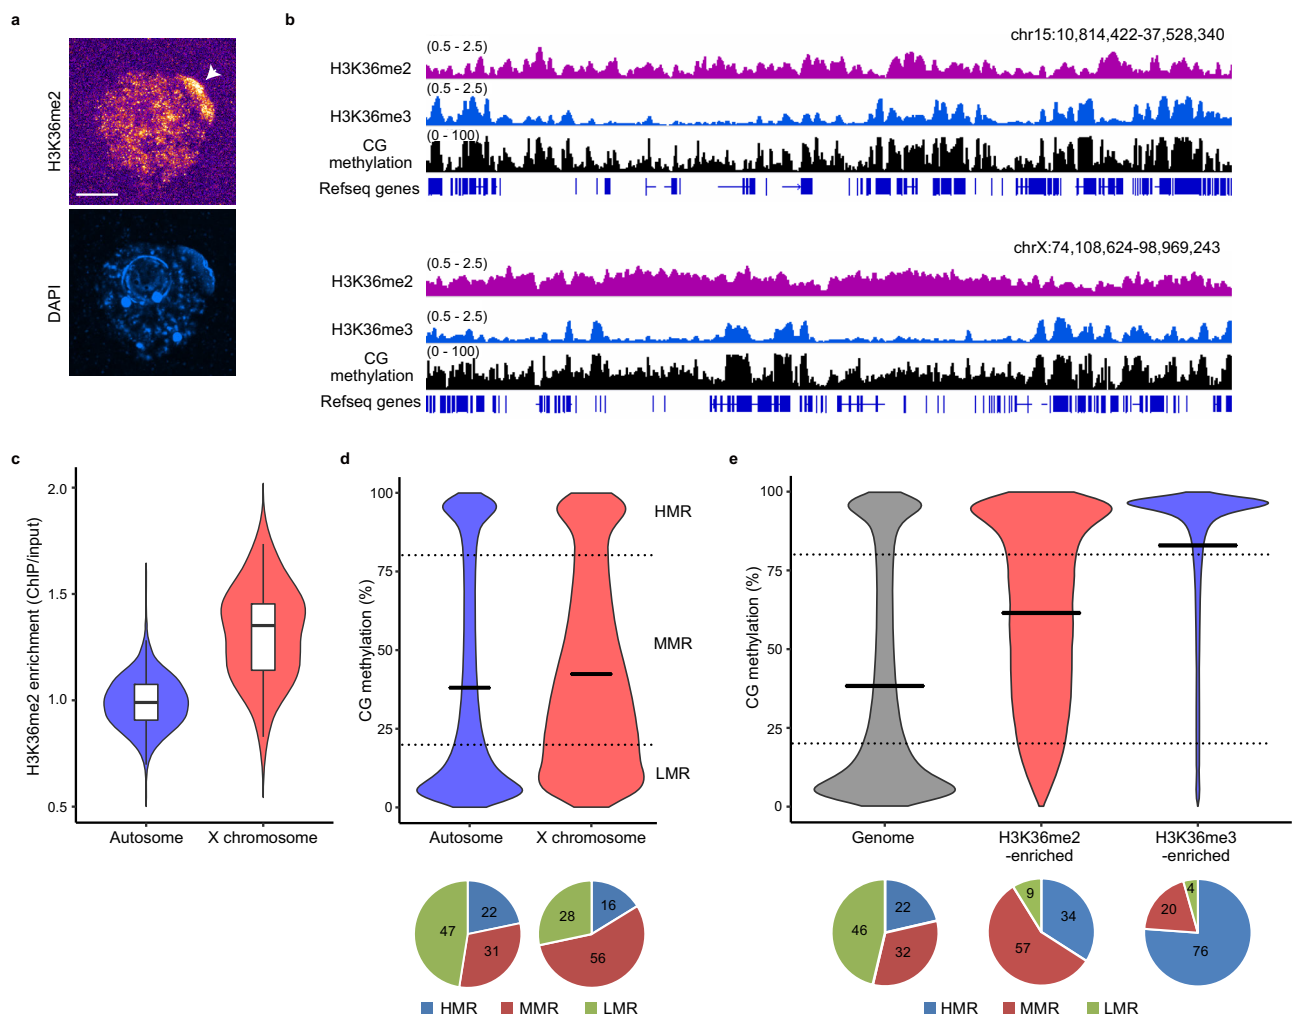 a
H3K36me2
DAPI
b
chr15:10,814,422-37,528,340
(0.5 - 2.5)
H3K36me2
(0.5 - 2.5)
H3K36me3
(0 - 100)
CG
methylation
Refseq genes
chrX:74,108,624-98,969,243
(0.5 - 2.5)
H3K36me2
(0.5 - 2.5)
H3K36me3
(0 - 100)
CG
methylation
Refseq genes
c
H3K36me2 enrichment (ChIP/input)
2.0
1.5
1.0
0.5
Autosome X chromosome
d
CG methylation (%)
100
75
50
25
0
HMR
MMR
LMR
Autosome X chromosome
47 22 31
28 16 56
HMR MMR LMR
e
CG methylation (%)
100
75
50
25
0
Genome
H3K36me2
-enriched
H3K36me3
-enriched
46 22 32
9 34 57
4 20 76
HMR MMR LMR